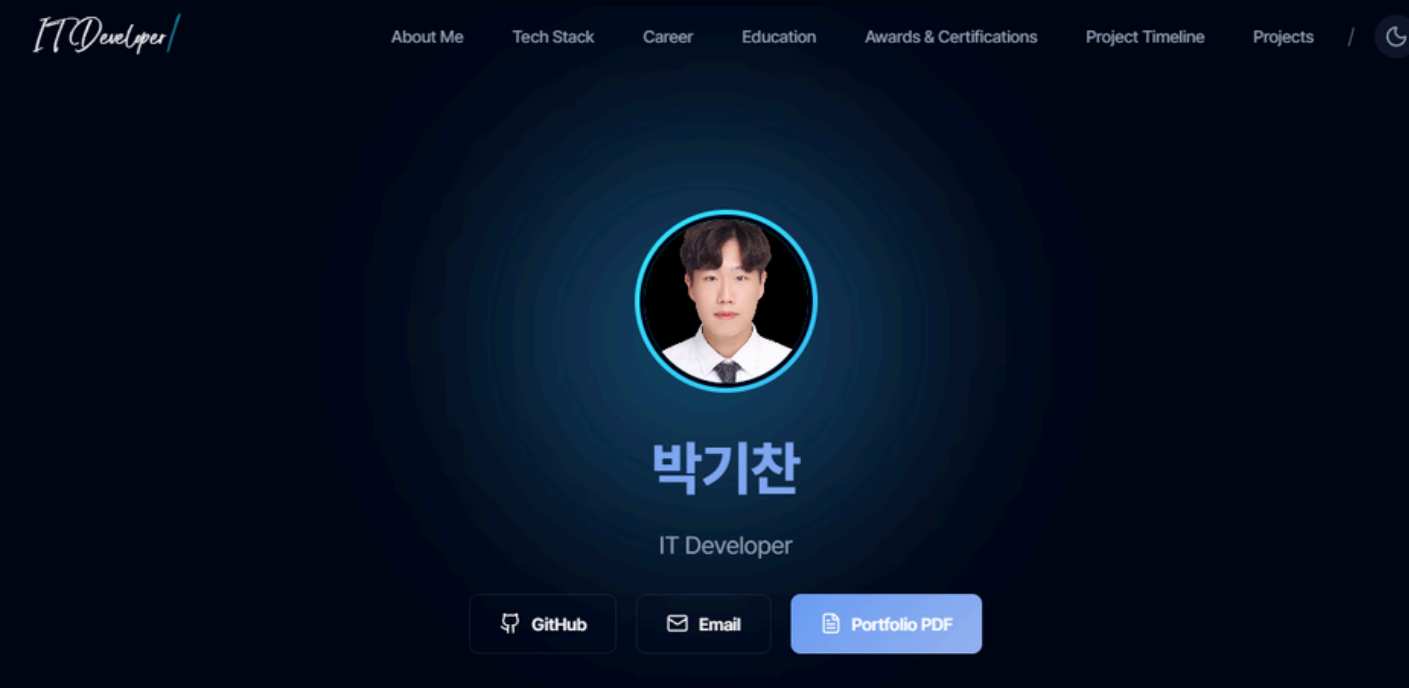 IT Developer/
About Me Tech Stack Career Education Awards & Certifications Project Timeline Projects /
박기찬
IT Developer
GitHub Email Portfolio PDF